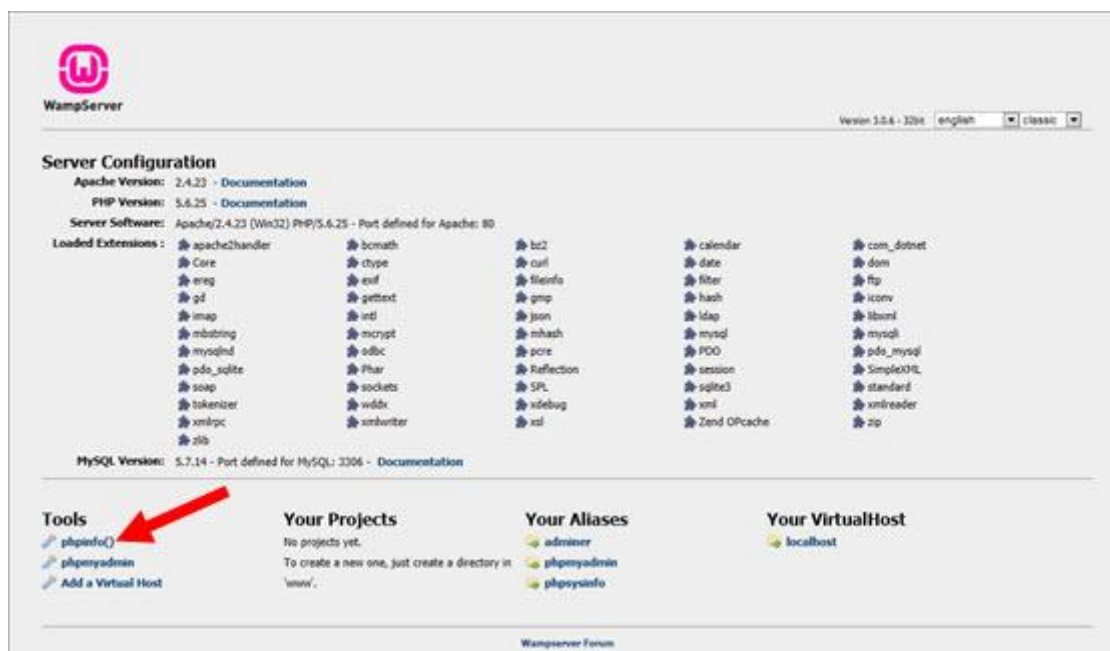 WampServer
Version 3.0.6 - 32bit english classic
Server Configuration
Apache Version: 2.4.23 - Documentation
PHP Version: 5.6.25 - Documentation
Server Software: Apache/2.4.23 (Win32) PHP/5.6.25 - Port defined for Apache: 80
Loaded Extensions : apache2handler bcmath bz2 calendar com_dotnet
Core ctype curl date dom
ereg exif fileinfo filter ftp
gd gettext gmp hash iconv
imap intl json ldap libxml
mbstring mcrypt mhash mysql mysqli
mysqlnd odbc pcre PDO pdo_mysql
pdo_sqlite Phar Reflection session SimpleXML
soap sockets SPL sqlite3 standard
tokenizer wddx xdebug xml xmlreader
xmlrpc xmlwriter xsl Zend OPcache zip
zlib
MySQL Version: 5.7.14 - Port defined for MySQL: 3306 - Documentation
Tools
phpinfo()
phpmyadmin
Add a Virtual Host
Your Projects
No projects yet.
To create a new one, just create a directory in
'www'.
Your Aliases
adminer
phpmyadmin
phpsysinfo
Your VirtualHost
localhost
Wampserver Forum